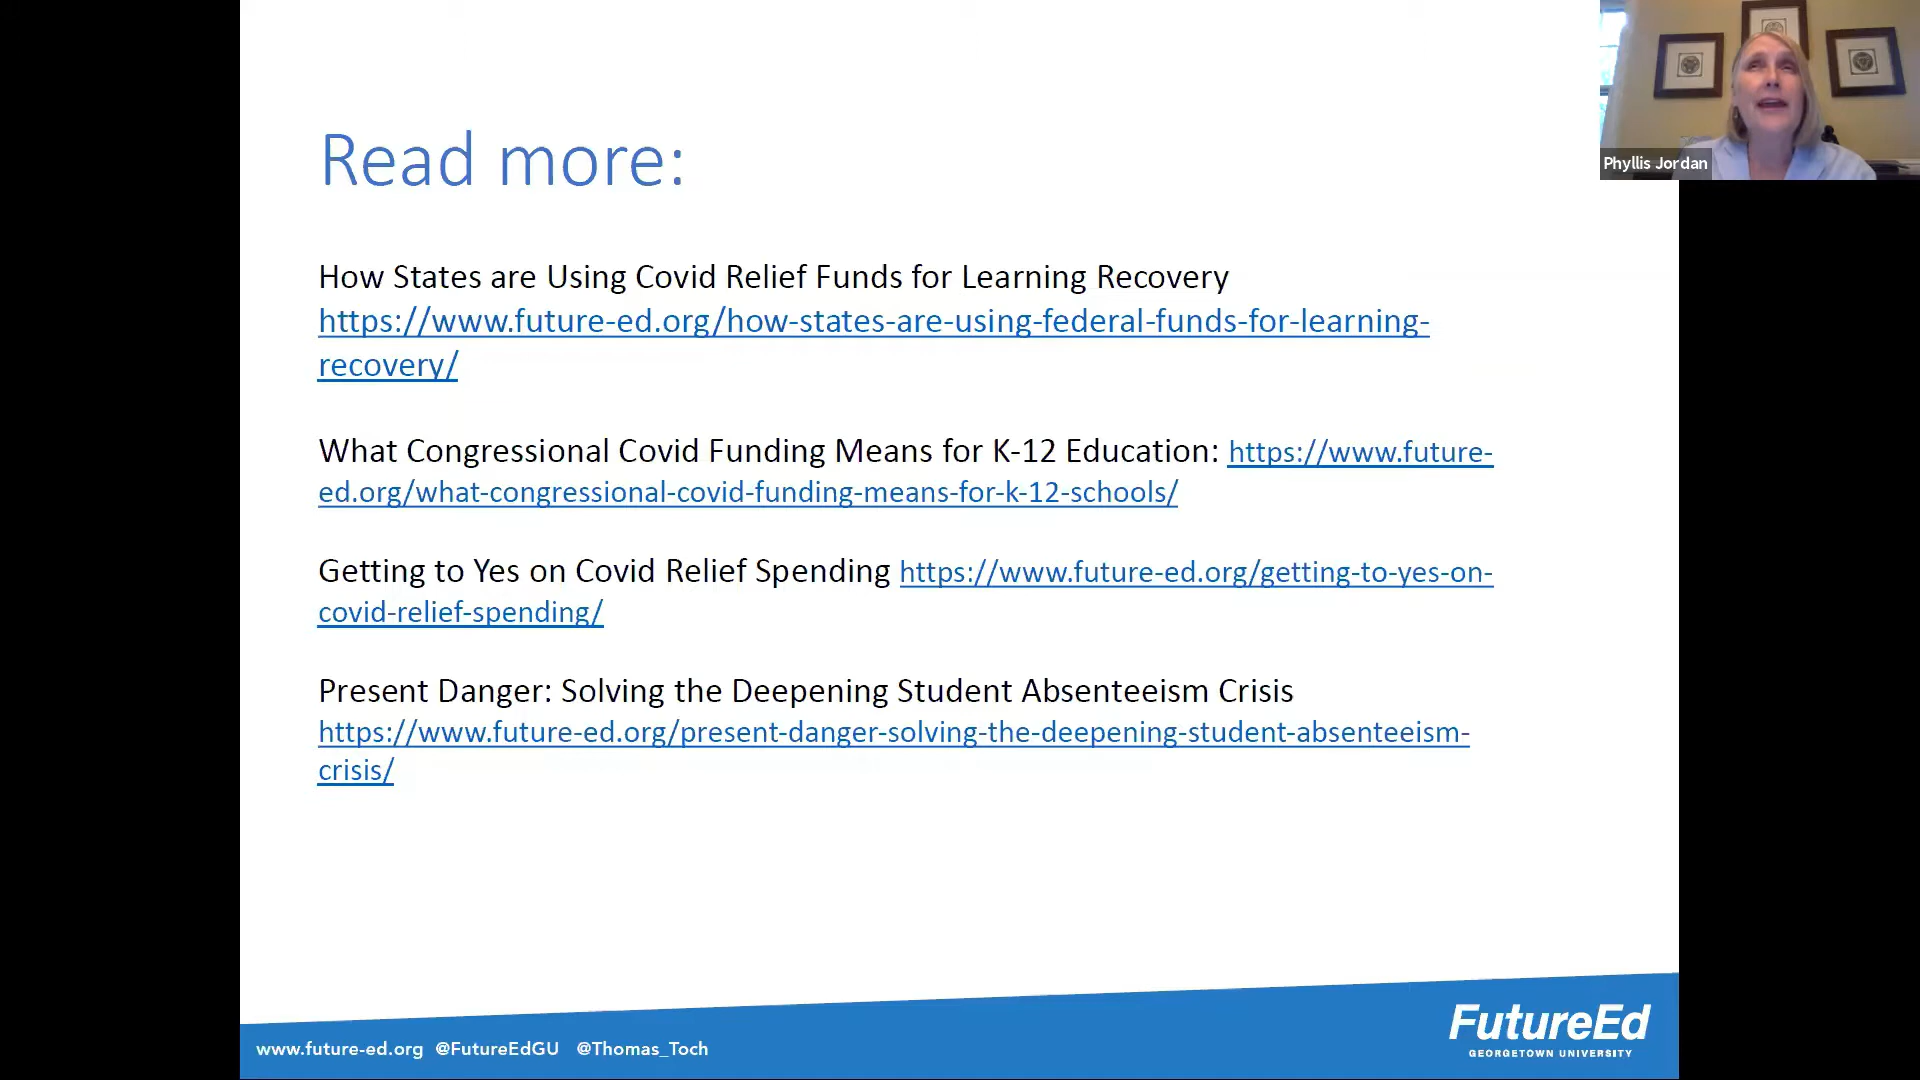 Phyllis Jordan
Read more:
How States are Using Covid Relief Funds for Learning Recovery
https://www.future-ed.org/how-states-are-using-federal-funds-for-learning-
recovery/
What Congressional Covid Funding Means for K-12 Education: https://www.future-
ed.org/what-congressional-covid-funding-means-for-k-12-schools/
Getting to Yes on Covid Relief Spending https://www.future-ed.org/getting-to-yes-on-
covid-relief-spending/
Present Danger: Solving the Deepening Student Absenteeism Crisis
https://www.future-ed.org/present-danger-solving-the-deepening-student-absenteeism-
crisis/
www.future-ed.org @FutureEdGU @Thomas_Toch
FutureEd
GEORGETOWN UNIVERSITY